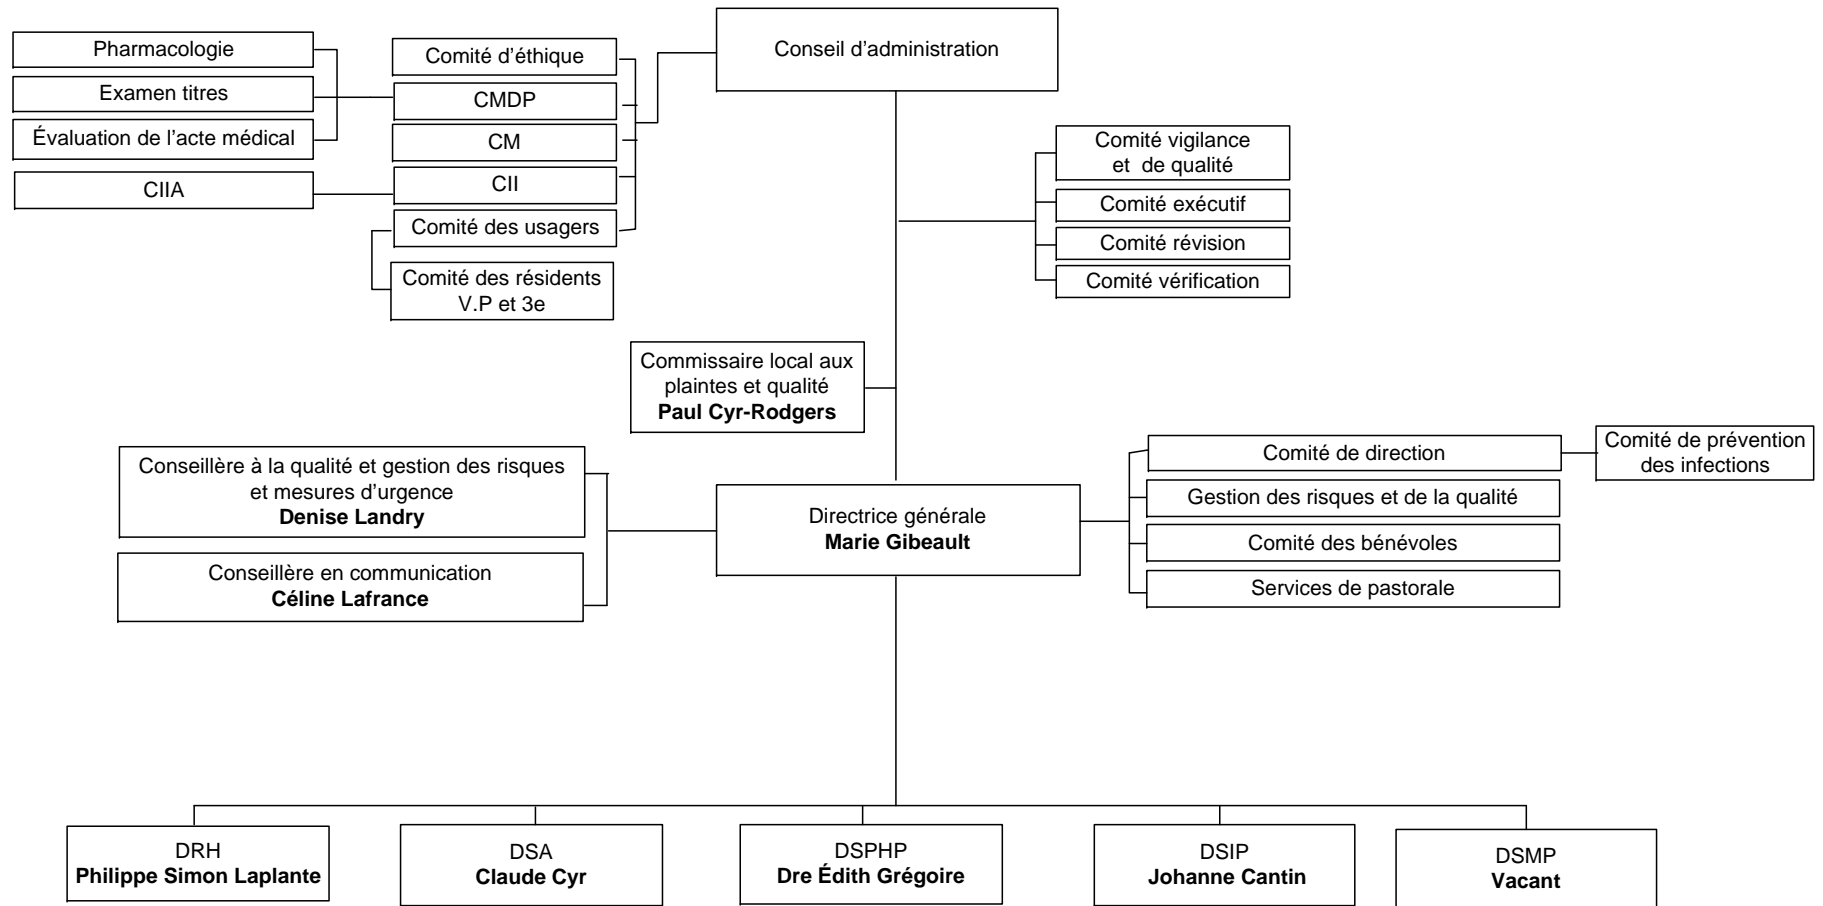 Conseil d'administration
Pharmacologie
Examen titres
Évaluation de l'acte médical
CIIA
Comité d'éthique
CMDP
CM
CII
Comité des usagers
Comité des résidents
V.P et 3e
Comité vigilance
et de qualité
Comité exécutif
Comité révision
Comité vérification
Commissaire local aux
plaintes et qualité
Paul Cyr-Rodgers
Conseillère à la qualité et gestion des risques
et mesures d'urgence
Denise Landry
Conseillère en communication
Céline Lafrance
Directrice générale
Marie Gibeault
Comité de direction
Gestion des risques et de la qualité
Comité des bénévoles
Services de pastorale
Comité de prévention
des infections
DRH
Philippe Simon Laplante
DSA
Claude Cyr
DSPHP
Dre Édith Grégoire
DSIP
Johanne Cantin
DSMP
Vacant